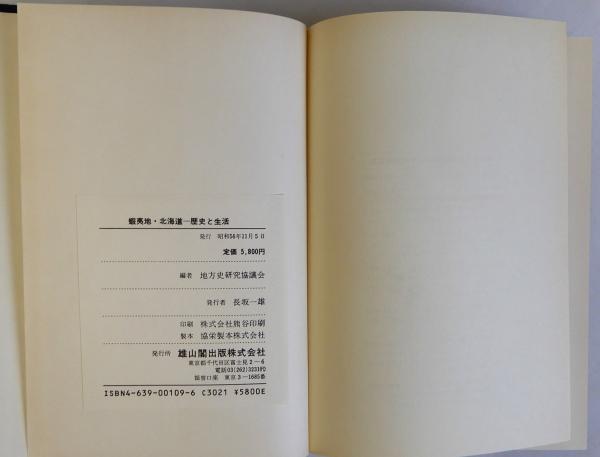 蝦夷地・北海道―歴史と生活
発行 昭和56年11月5日
定価 5,800円
編者 地方史研究協議会
発行者 長坂一雄
印刷 株式会社熊谷印刷
製本 協栄製本株式会社
発行所 雄山閣出版株式会社
東京都千代田区富士見2－6
電話03(262)3231㈹
振替口座 東京3－1685番
ISBN4-639-00109-6 C3021 ¥5800E